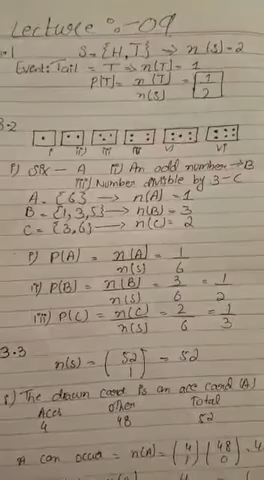 Lecture :-09
S = {H,T} ⇒ n(S)=2
Event: Tail = T ⇒ n(T)=1
P(T) = n(T)/n(S) = 1/2
3.2
I II III IV VI VI
i) Six - A ii) An odd number → B
iii) Number divisible by 3 - C
A = {6} → n(A) = 1
B = {1,3,5} → n(B) = 3
C = {3,6} → n(C) = 2
i) P(A) = n(A)/n(S) = 1/6
ii) P(B) = n(B)/n(S) = 3/6 = 1/2
iii) P(C) = n(C)/n(S) = 2/6 = 1/3
3.3
n(S) = (52 1) = 52
i) The drawn card is an ace card (A)
Aces other Total
4 48 52
A can occur = n(A) = (4 1) (48 0) = 4